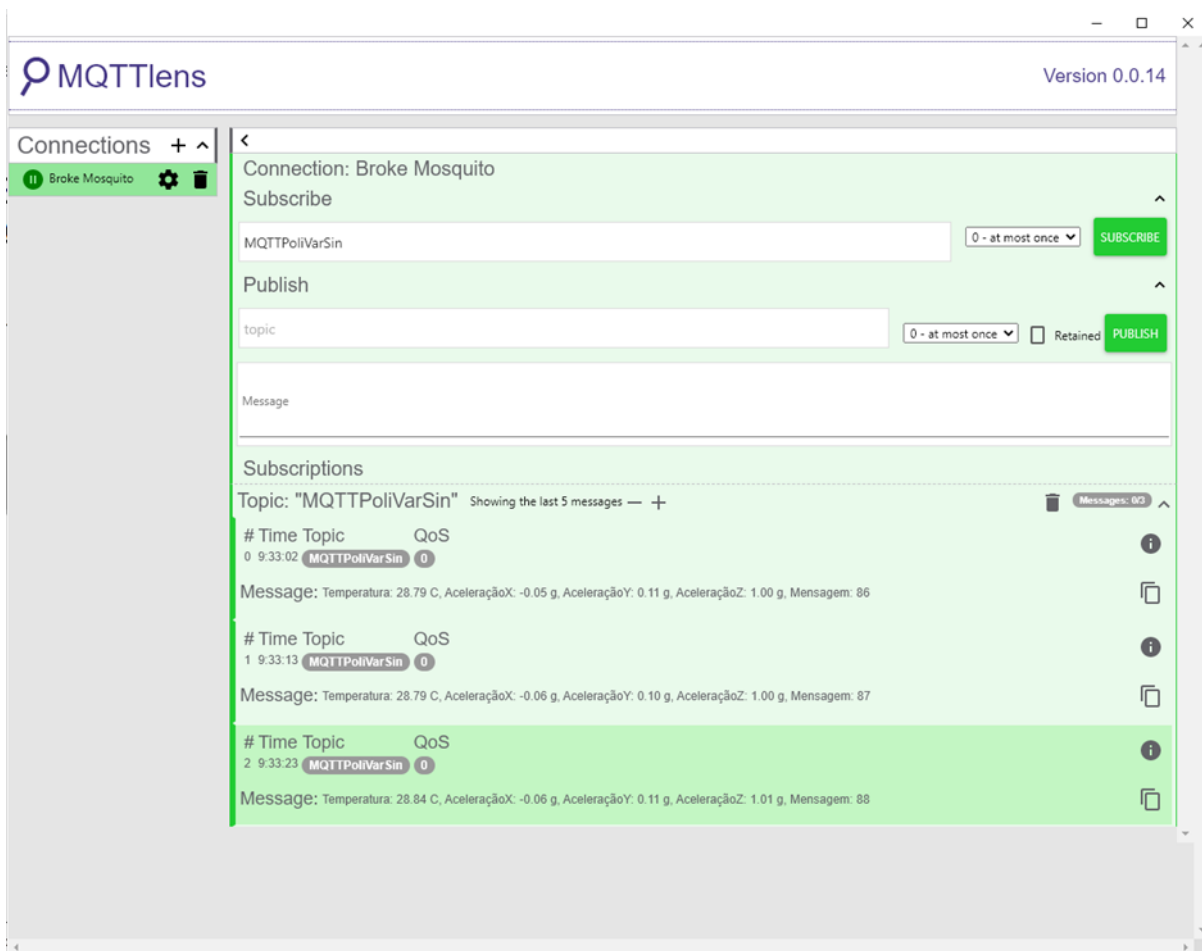 MQTTlens
Version 0.0.14
Connections
Broke Mosquito
Connection: Broke Mosquito
Subscribe
MQTTPoliVarSin
0 - at most once
SUBSCRIBE
Publish
topic
0 - at most once
Retained
PUBLISH
Message
Subscriptions
Topic: "MQTTPoliVarSin" Showing the last 5 messages
Messages: 0/3
# Time Topic QoS
0 9:33:02 MQTTPoliVarSin 0
Message: Temperatura: 28.79 C, AceleraçãoX: -0.05 g, AceleraçãoY: 0.11 g, AceleraçãoZ: 1.00 g, Mensagem: 86
# Time Topic QoS
1 9:33:13 MQTTPoliVarSin 0
Message: Temperatura: 28.79 C, AceleraçãoX: -0.06 g, AceleraçãoY: 0.10 g, AceleraçãoZ: 1.00 g, Mensagem: 87
# Time Topic QoS
2 9:33:23 MQTTPoliVarSin 0
Message: Temperatura: 28.84 C, AceleraçãoX: -0.06 g, AceleraçãoY: 0.11 g, AceleraçãoZ: 1.01 g, Mensagem: 88